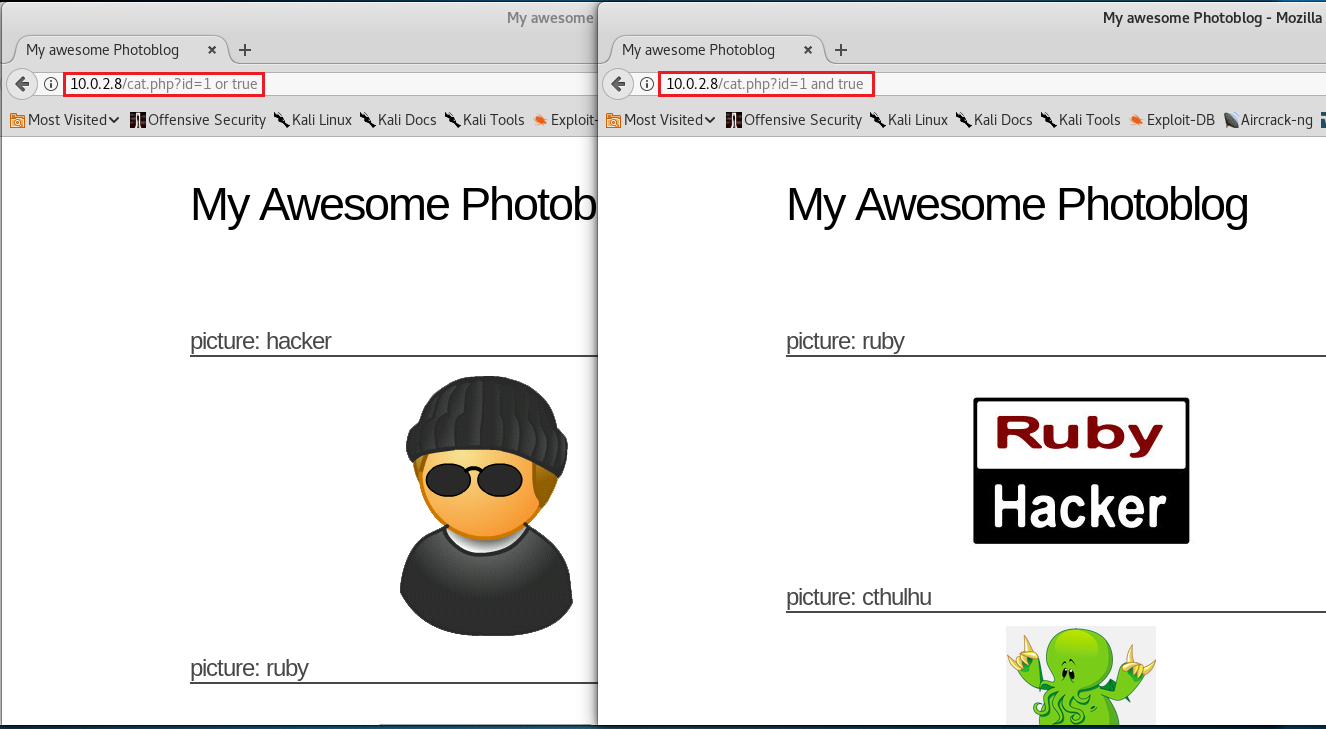 My awesome
My awesome Photoblog
10.0.2.8/cat.php?id=1 or true
Most Visited Offensive Security Kali Linux Kali Docs Kali Tools Exploit-
My Awesome Photob
picture: hacker
picture: ruby
My awesome Photoblog - Mozilla
My awesome Photoblog
10.0.2.8/cat.php?id=1 and true
Most Visited Offensive Security Kali Linux Kali Docs Kali Tools Exploit-DB Aircrack-ng
My Awesome Photoblog
picture: ruby
Ruby
Hacker
picture: cthulhu